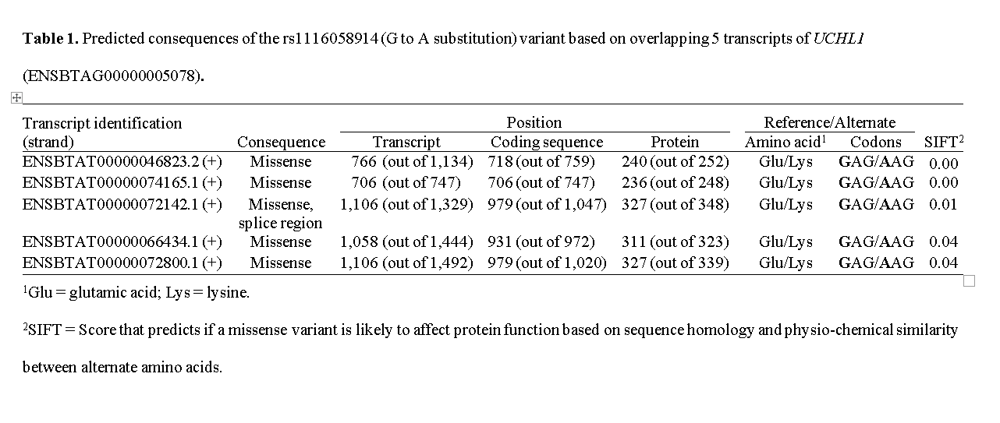 Table 1. Predicted consequences of the rs1116058914 (G to A substitution) variant based on overlapping 5 transcripts of UCHL1
(ENSBTAG00000005078).
Position Reference/Alternate
Transcript identification
(strand) Consequence Transcript Coding sequence Protein Amino acid1 Codons SIFT2
ENSBTAT00000046823.2 (+) Missense 766 (out of 1,134) 718 (out of 759) 240 (out of 252) Glu/Lys GAG/AAG 0.00
ENSBTAT00000074165.1 (+) Missense 706 (out of 747) 706 (out of 747) 236 (out of 248) Glu/Lys GAG/AAG 0.00
ENSBTAT00000072142.1 (+) Missense, 1,106 (out of 1,329) 979 (out of 1,047) 327 (out of 348) Glu/Lys GAG/AAG 0.01
splice region
ENSBTAT00000066434.1 (+) Missense 1,058 (out of 1,444) 931 (out of 972) 311 (out of 323) Glu/Lys GAG/AAG 0.04
ENSBTAT00000072800.1 (+) Missense 1,106 (out of 1,492) 979 (out of 1,020) 327 (out of 339) Glu/Lys GAG/AAG 0.04
1Glu = glutamic acid; Lys = lysine.
2SIFT = Score that predicts if a missense variant is likely to affect protein function based on sequence homology and physio-chemical similarity
between alternate amino acids.